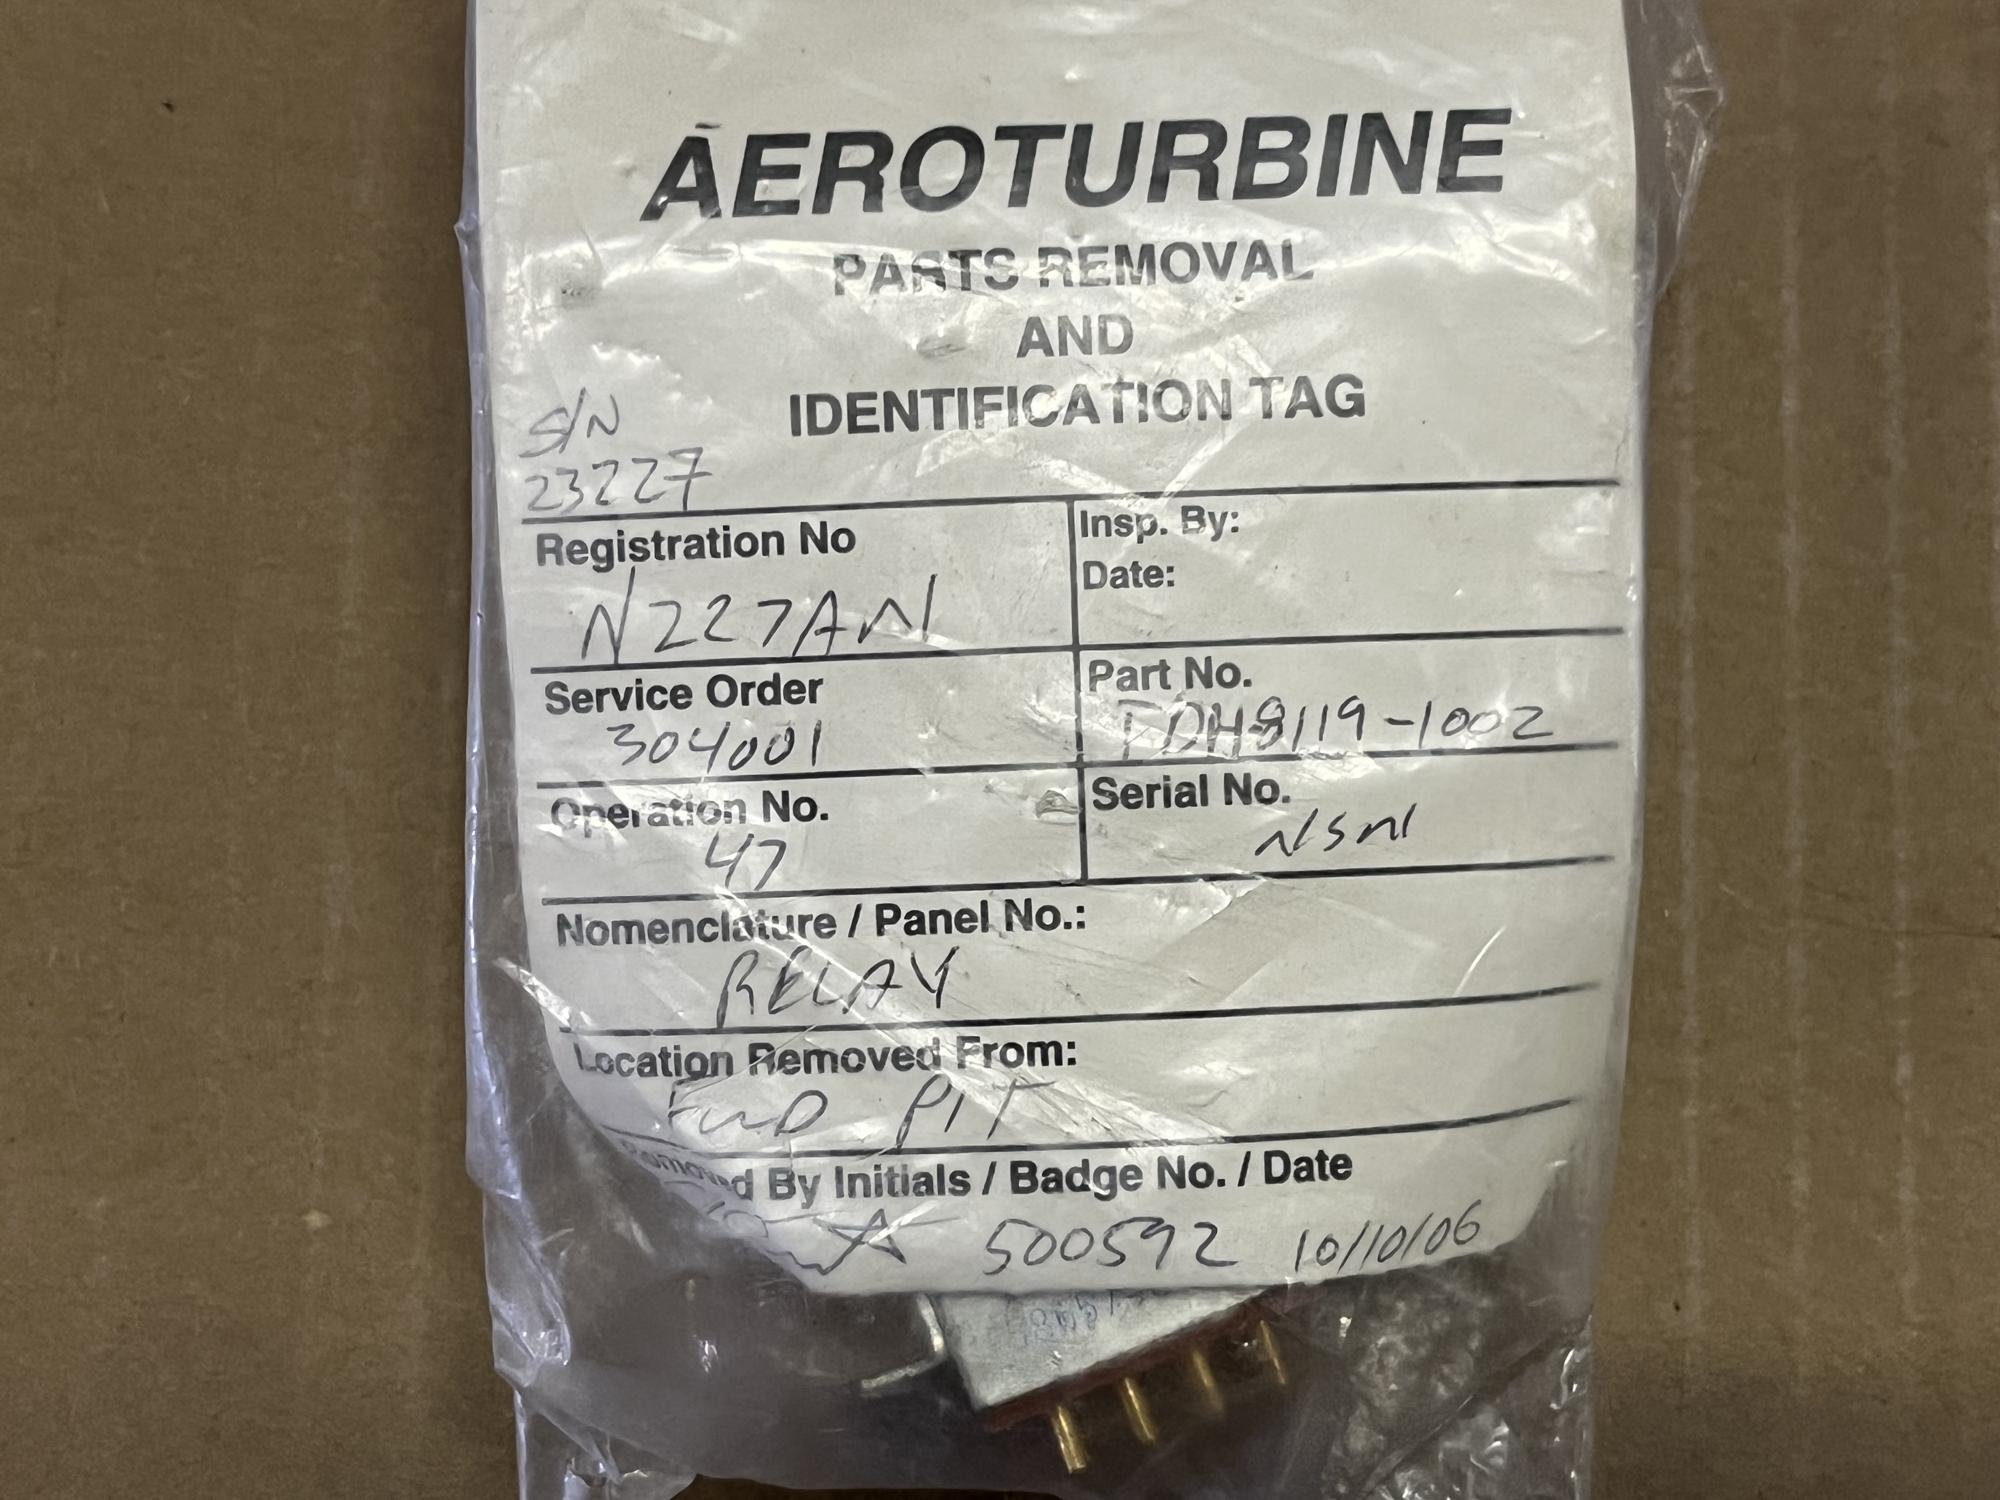 AEROTURBINE
PARTS REMOVAL
AND
IDENTIFICATION TAG
S/N
23227
Registration No
N227AN
Insp. By:
Date:
Service Order
304001
Part No.
FDH8119-1002
Operation No.
47
Serial No.
NSN
Nomenclature / Panel No.:
RELAY
Location Removed From:
FWD PIT
Removed By Initials / Badge No. / Date
500592 10/10/06